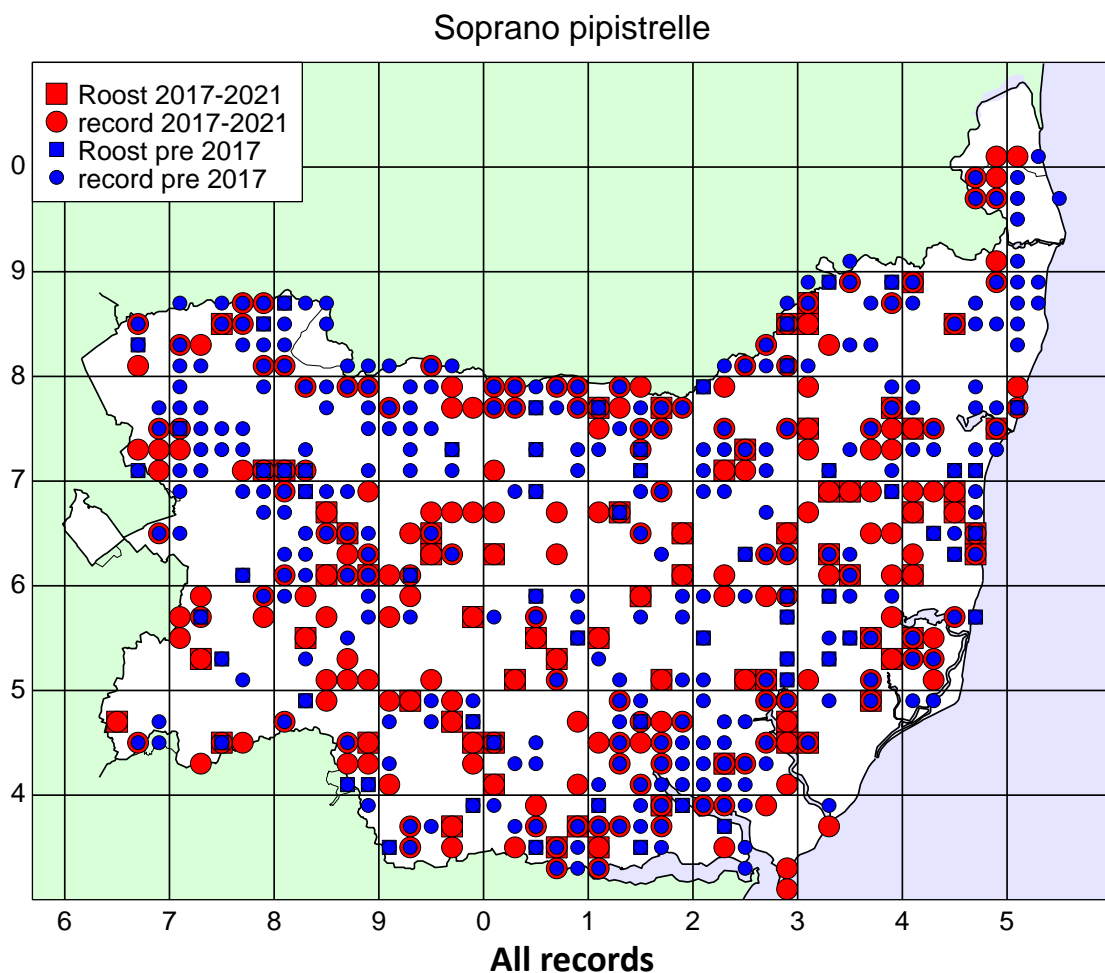 Soprano pipistrelle
Roost 2017-2021
record 2017-2021
Roost pre 2017
record pre 2017
0
9
8
7
6
5
4
6 7 8 9 0 1 2 3 4 5
All records